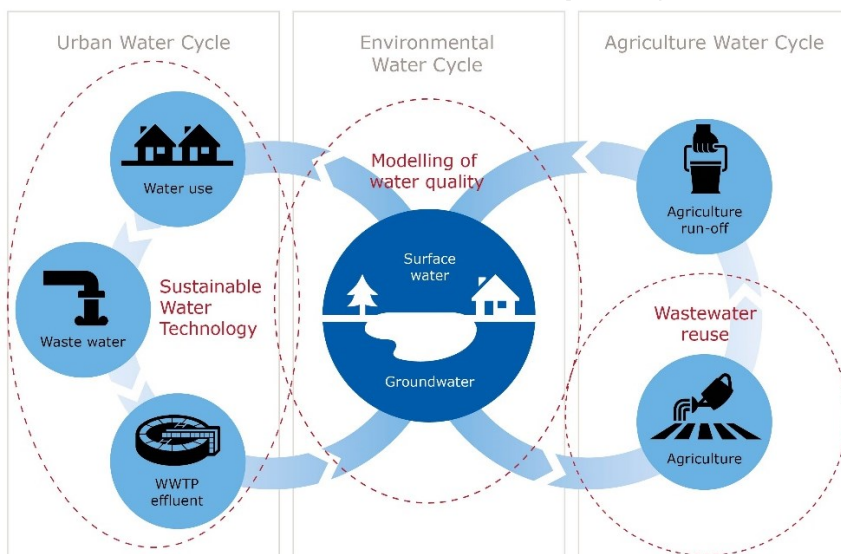 Urban Water Cycle
Environmental
Water Cycle
Agriculture Water Cycle
Water use
Waste water
WWTP
effluent
Sustainable
Water
Technology
Modelling of
water quality
Surface
water
Groundwater
Agriculture
run-off
Wastewater
reuse
Agriculture